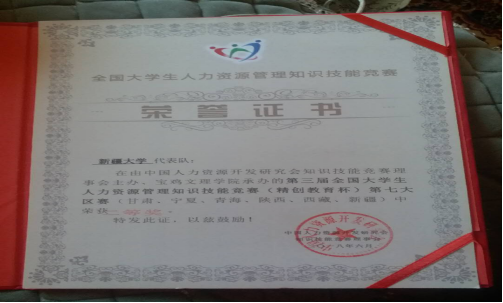 全国大学生人力资源管理知识技能竞赛
荣誉证书
新疆大学 代表队:
在由中国人力资源开发研究会知识技能竞赛理
事会主办、宝鸡文理学院承办的第三届全国大学生
人力资源管理知识技能竞赛(精创教育杯)第七大
区赛(甘肃、宁夏、青海、陕西、西藏、新疆)中
荣获
特发此证,以兹鼓励!